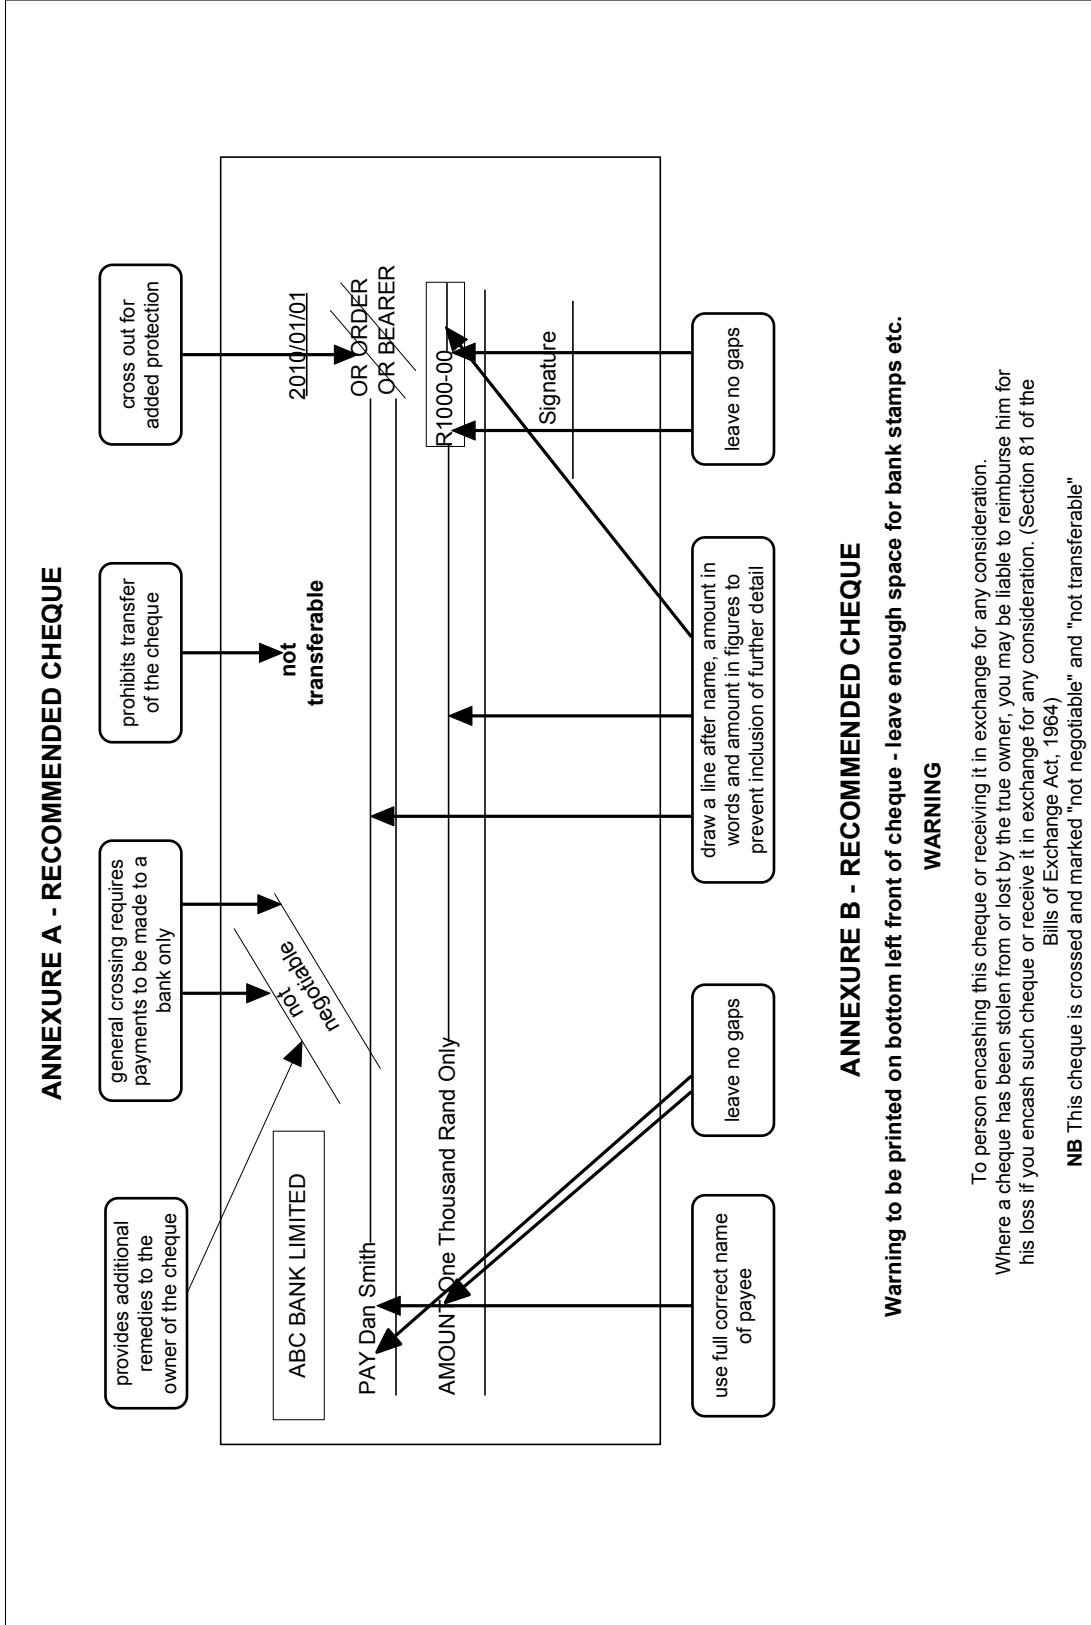 ANNEXURE A - RECOMMENDED CHEQUE
provides additional
remedies to the
owner of the cheque
general crossing requires
payments to be made to a
bank only
prohibits transfer
of the cheque
cross out for
added protection
ABC BANK LIMITED
not
negotiable
not
transferable
2010/01/01
PAY Dan Smith
OR ORDER
OR BEARER
AMOUNT One Thousand Rand Only
R1000-00
Signature
use full correct name
of payee
leave no gaps
draw a line after name, amount in
words and amount in figures to
prevent inclusion of further detail
leave no gaps
ANNEXURE B - RECOMMENDED CHEQUE
Warning to be printed on bottom left front of cheque - leave enough space for bank stamps etc.
WARNING
To person encashing this cheque or receiving it in exchange for any consideration.
Where a cheque has been stolen from or lost by the true owner, you may be liable to reimburse him for
his loss if you encash such cheque or receive it in exchange for any consideration. (Section 81 of the
Bills of Exchange Act, 1964)
NB This cheque is crossed and marked "not negotiable" and "not transferable"